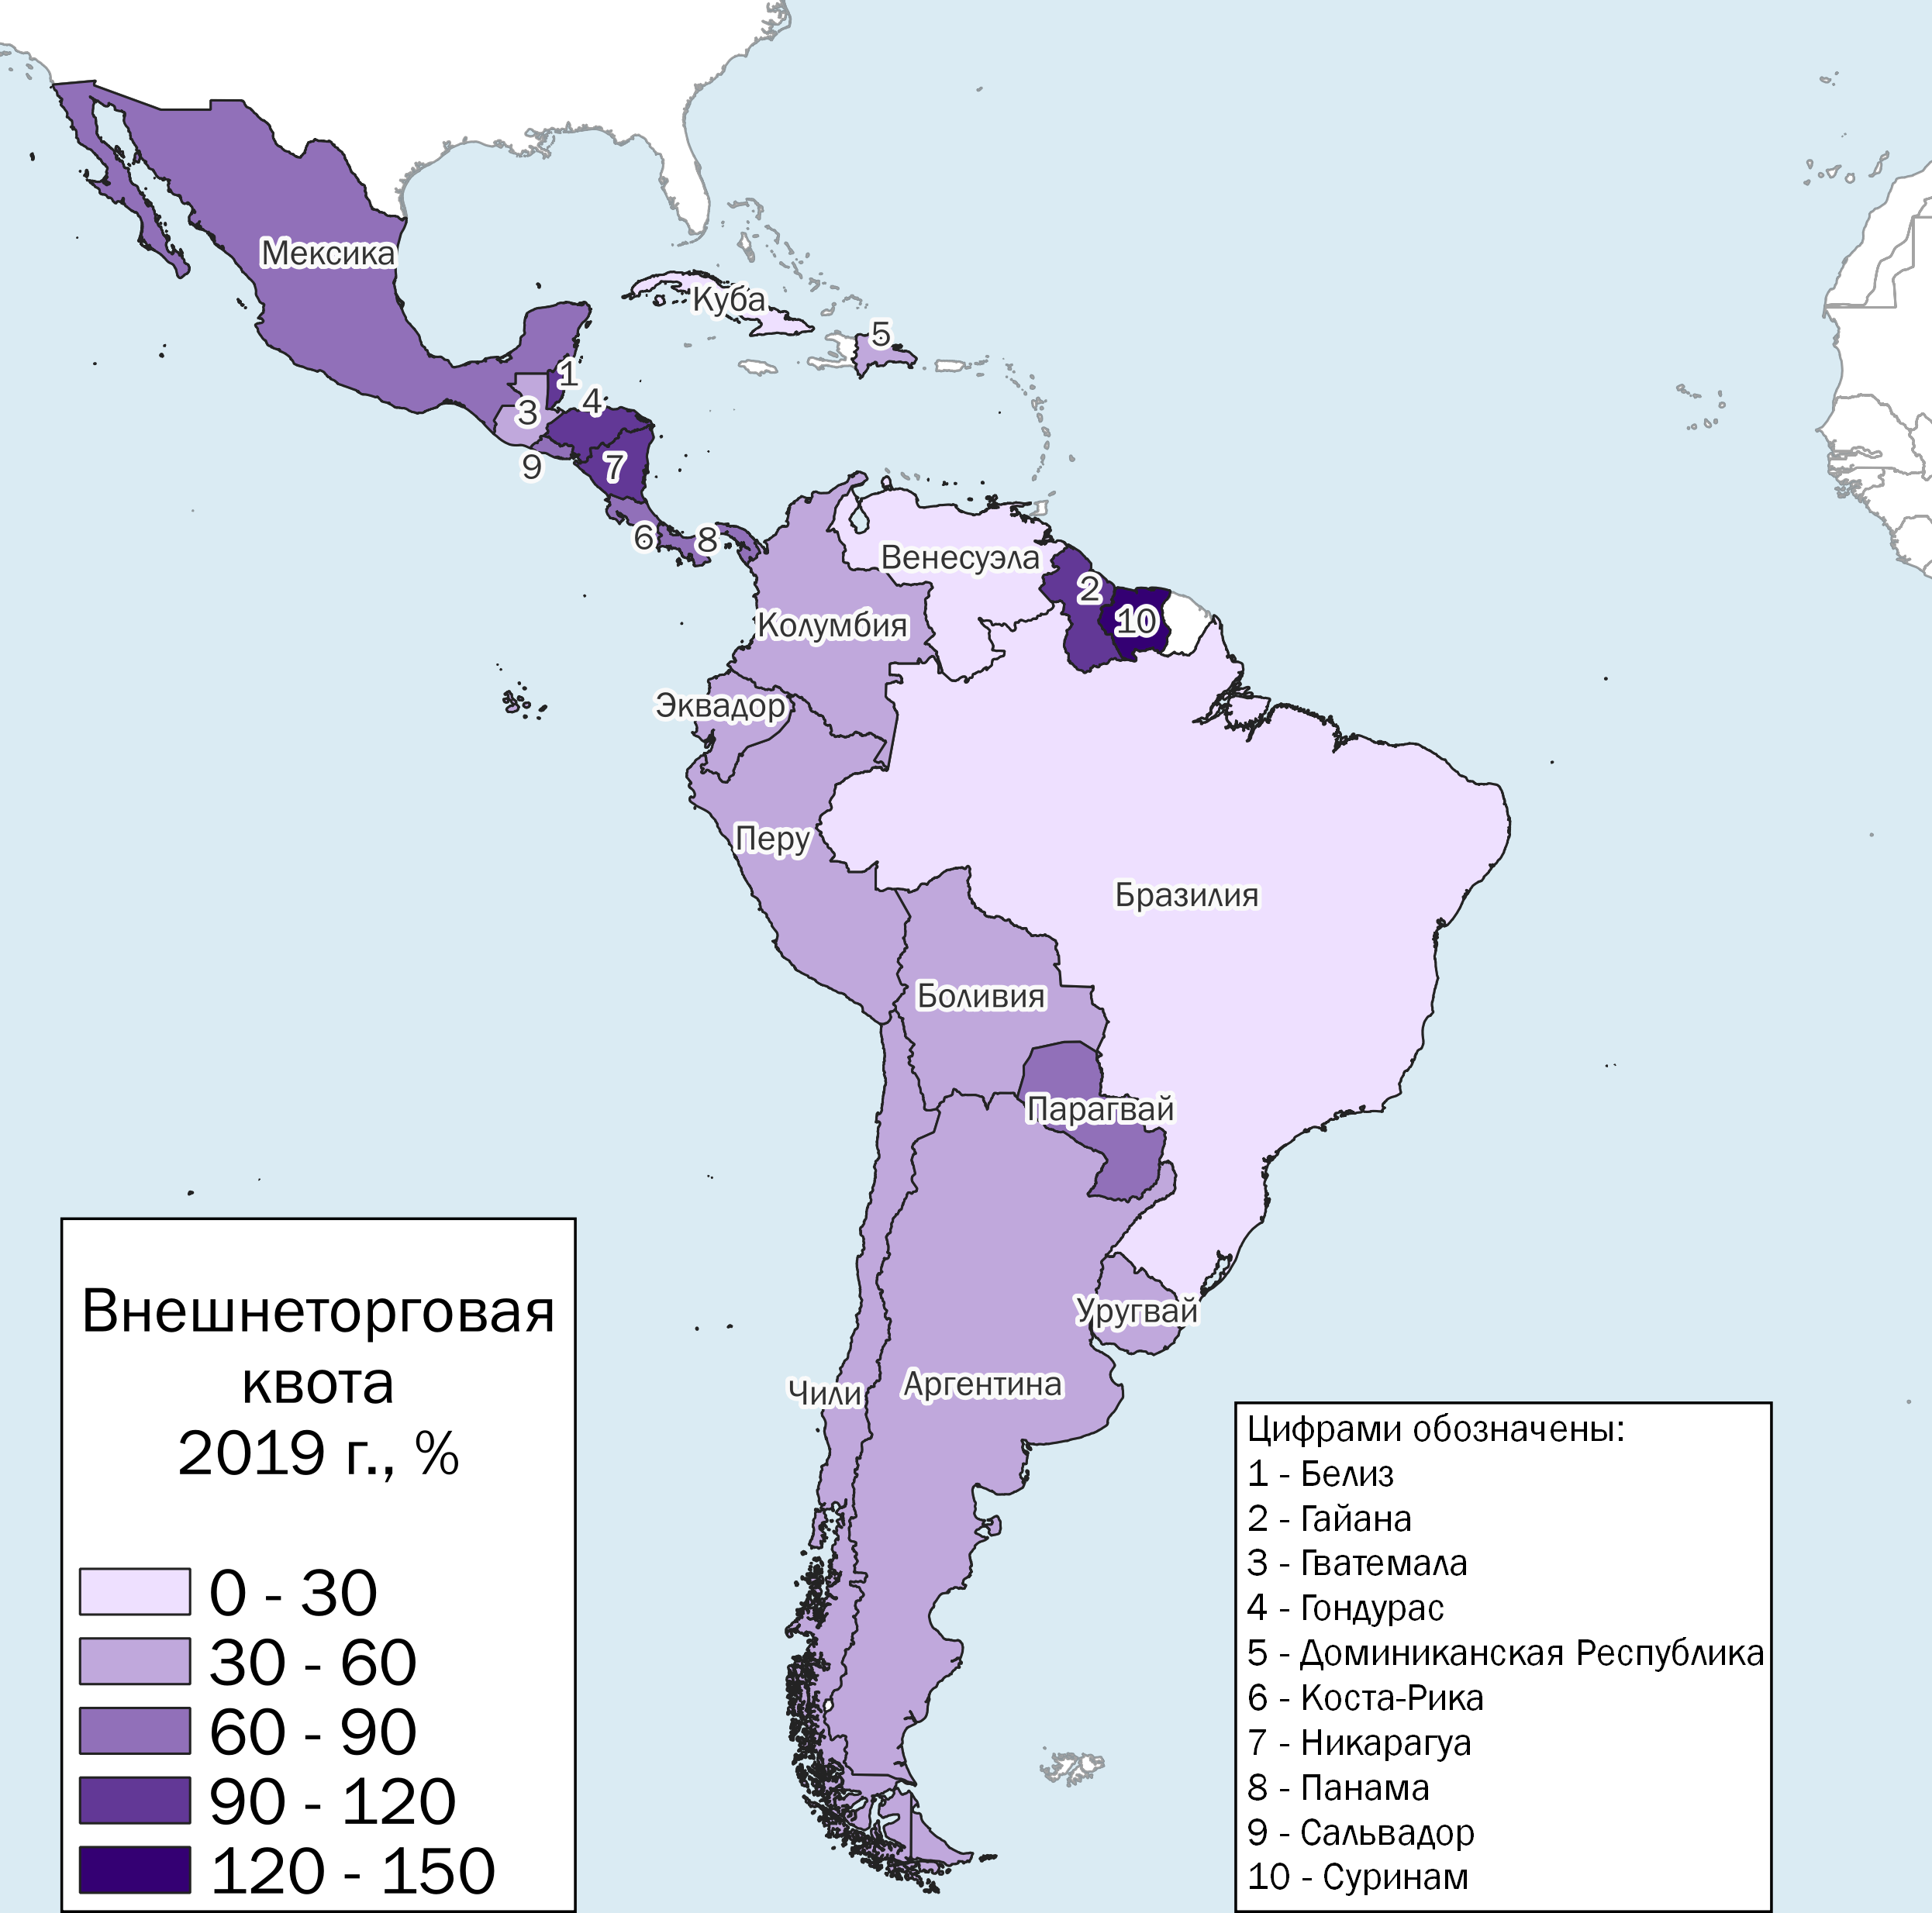 Мексика
Куба
5
1
4
3
9
7
6
8
Венесуэла
2
10
Колумбия
Эквадор
Перу
Бразилия
Боливия
Парагвай
Уругвай
Чили
Аргентина
Внешнеторговая
квота
2019 г., %
0 - 30
30 - 60
60 - 90
90 - 120
120 - 150
Цифрами обозначены:
1 - Белиз
2 - Гайана
3 - Гватемала
4 - Гондурас
5 - Доминиканская Республика
6 - Коста-Рика
7 - Никарагуа
8 - Панама
9 - Сальвадор
10 - Суринам